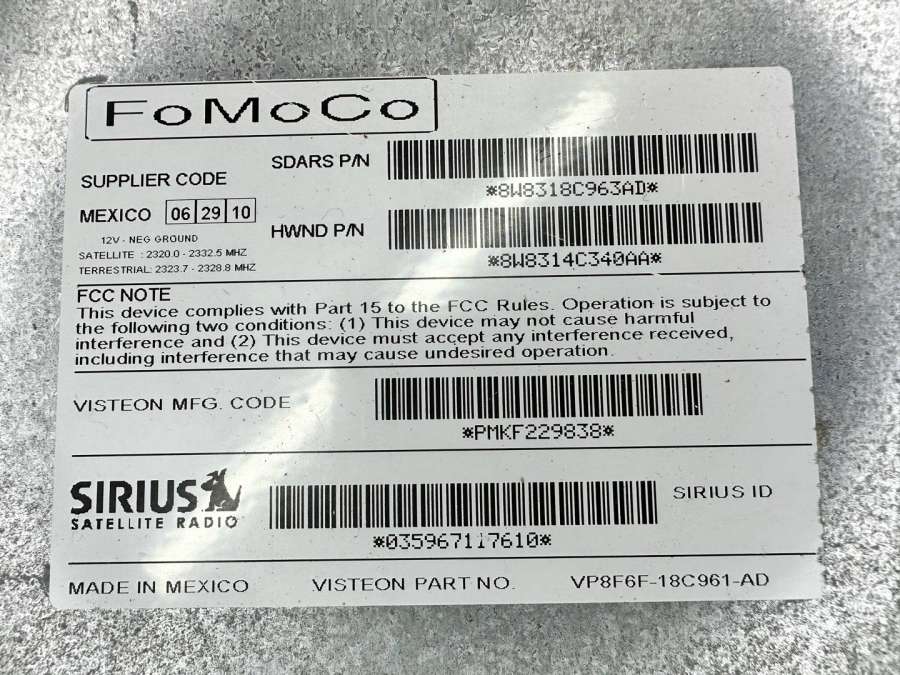 FoMoCo
SDARS P/N
*8W8318C963AD*
SUPPLIER CODE
MEXICO 06 29 10
HWND P/N
*8W8314C340AA*
12V - NEG GROUND
SATELLITE : 2320.0 - 2332.5 MHZ
TERRESTRIAL: 2323.7 - 2328.8 MHZ
FCC NOTE
This device complies with Part 15 to the FCC Rules. Operation is subject to
the following two conditions: (1) This device may not cause harmful
interference and (2) This device must accept any interference received,
including interference that may cause undesired operation.
VISTEON MFG. CODE
*PMKF229838*
SIRIUS
SATELLITE RADIO
SIRIUS ID
*035967117610*
MADE IN MEXICO VISTEON PART NO. VP8F6F-18C961-AD